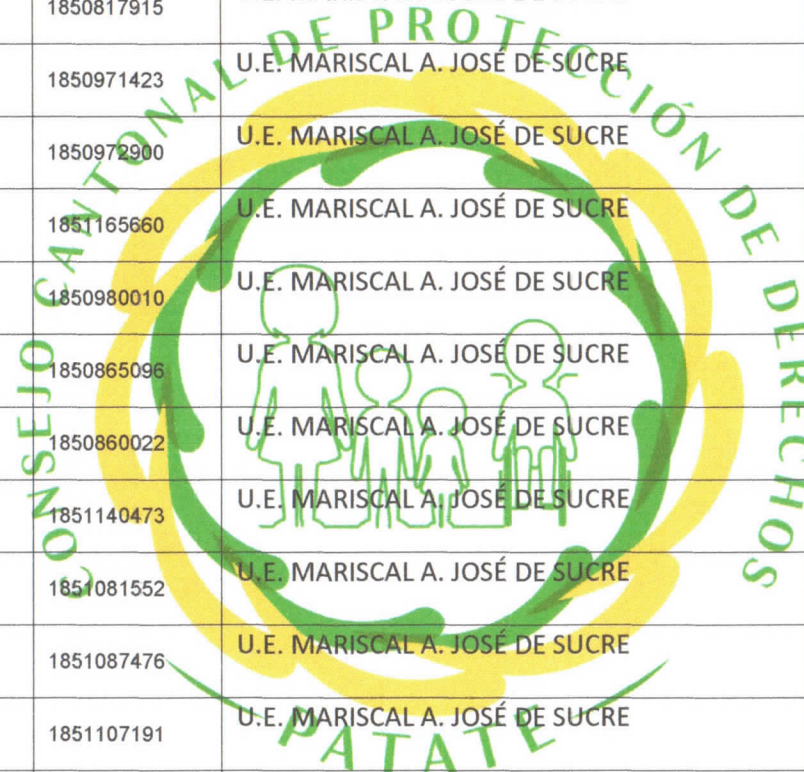 1850817915
1850971423 U.E. MARISCAL A. JOSÉ DE SUCRE
1850972900 U.E. MARISCAL A. JOSÉ DE SUCRE
1851165660 U.E. MARISCAL A. JOSÉ DE SUCRE
1850980010 U.E. MARISCAL A. JOSÉ DE SUCRE
1850865096 U.E. MARISCAL A. JOSÉ DE SUCRE
1850860022 U.E. MARISCAL A. JOSÉ DE SUCRE
1851140473 U.E. MARISCAL A. JOSÉ DE SUCRE
1851081552 U.E. MARISCAL A. JOSÉ DE SUCRE
1851087476 U.E. MARISCAL A. JOSÉ DE SUCRE
1851107191 U.E. MARISCAL A. JOSÉ DE SUCRE
CONSEJO CANTONAL DE PROTECCIÓN DE DERECHOS
PATATE